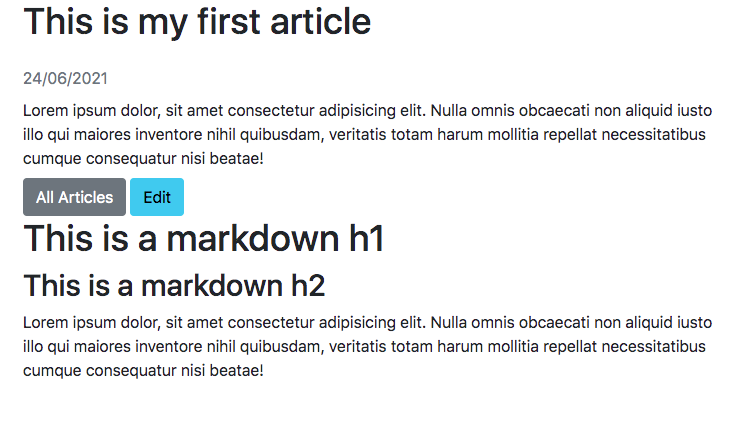 This is my first article
24/06/2021
Lorem ipsum dolor, sit amet consectetur adipisicing elit. Nulla omnis obcaecati non aliquid iusto
illo qui maiores inventore nihil quibusdam, veritatis totam harum mollitia repellat necessitatibus
cumque consequatur nisi beatae!
All Articles Edit
This is a markdown h1
This is a markdown h2
Lorem ipsum dolor, sit amet consectetur adipisicing elit. Nulla omnis obcaecati non aliquid iusto
illo qui maiores inventore nihil quibusdam, veritatis totam harum mollitia repellat necessitatibus
cumque consequatur nisi beatae!